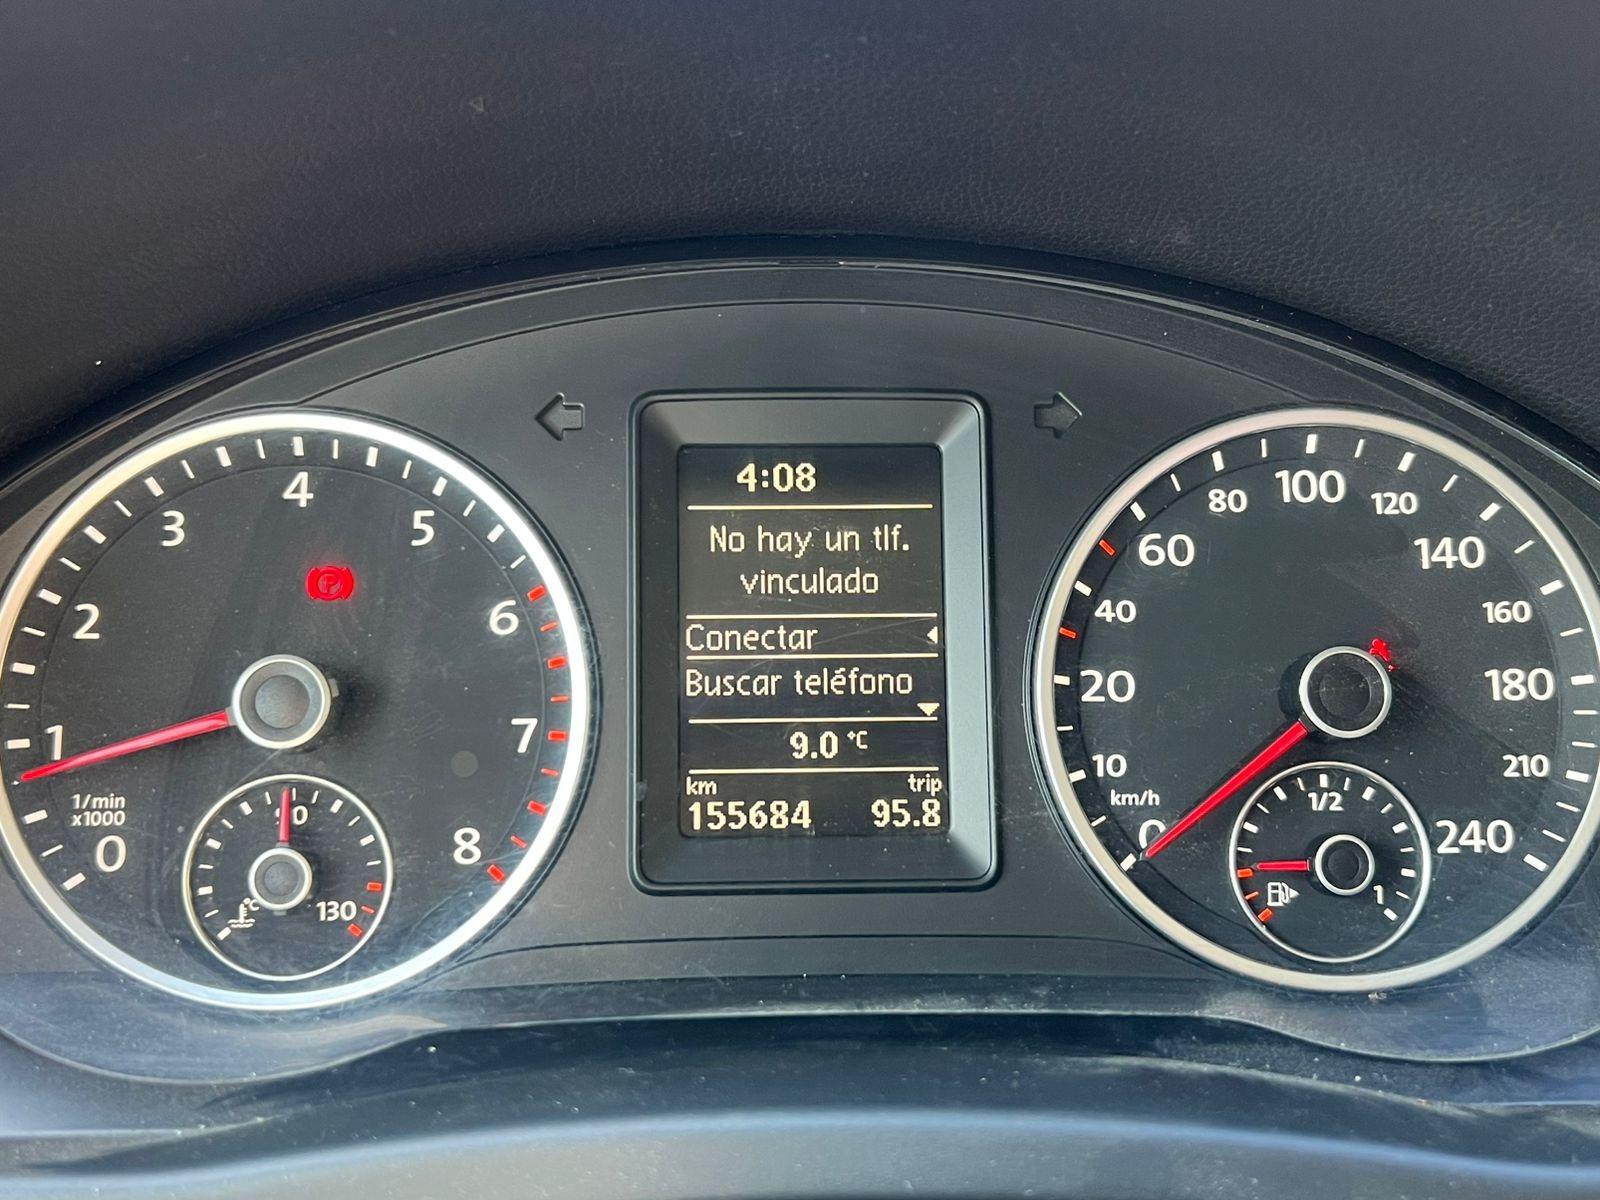 4:08
No hay un tlf.
vinculado
Conectar
Buscar teléfono
9.0 °C
km trip
155684 95.8
0
1
2
3
4
5
6
7
8
1/min
x1000
90
130
°C
0
10
20
40
60
80
100
120
140
160
180
210
240
km/h
1/2
1
P